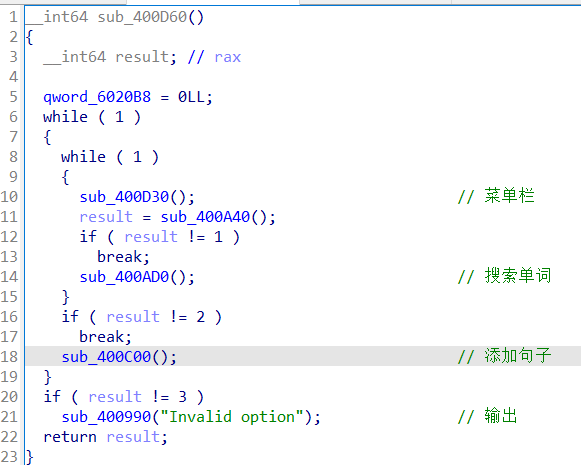 1 __int64 sub_400D60()
2 {
3 __int64 result; // rax
4
5 qword_6020B8 = 0LL;
6 while ( 1 )
7 {
8 while ( 1 )
9 {
10 sub_400D30(); // 菜单栏
11 result = sub_400A40();
12 if ( result != 1 )
13 break;
14 sub_400AD0(); // 搜索单词
15 }
16 if ( result != 2 )
17 break;
18 sub_400C00(); // 添加句子
19 }
20 if ( result != 3 )
21 sub_400990("Invalid option"); // 输出
22 return result;
23 }